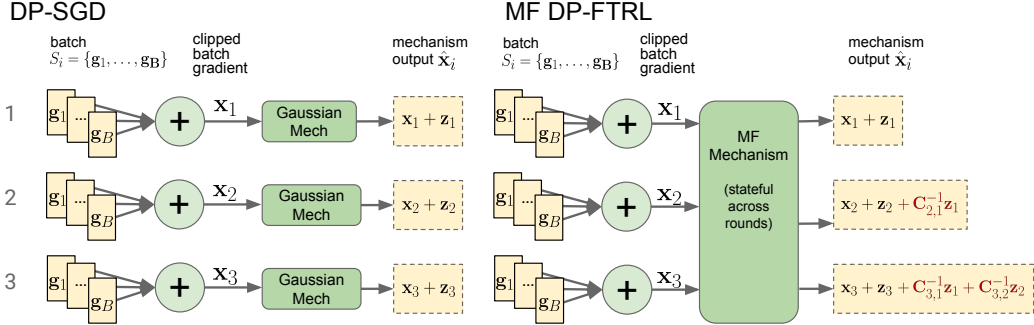 DP-SGD
batch
S_i = {g_1, . . . , g_B}
clipped
batch
gradient
mechanism
output x̂_i
1
g_1
...
g_B
+
x_1
Gaussian
Mech
x_1 + z_1
2
g_1
...
g_B
+
x_2
Gaussian
Mech
x_2 + z_2
3
g_1
...
g_B
+
x_3
Gaussian
Mech
x_3 + z_3
MF DP-FTRL
batch
S_i = {g_1, . . . , g_B}
clipped
batch
gradient
mechanism
output x̂_i
g_1
...
g_B
+
x_1
x_1 + z_1
g_1
...
g_B
+
x_2
x_2 + z_2 + C_{2,1}^{-1}z_1
g_1
...
g_B
+
x_3
x_3 + z_3 + C_{3,1}^{-1}z_1 + C_{3,2}^{-1}z_2
MF
Mechanism
(stateful
across
rounds)